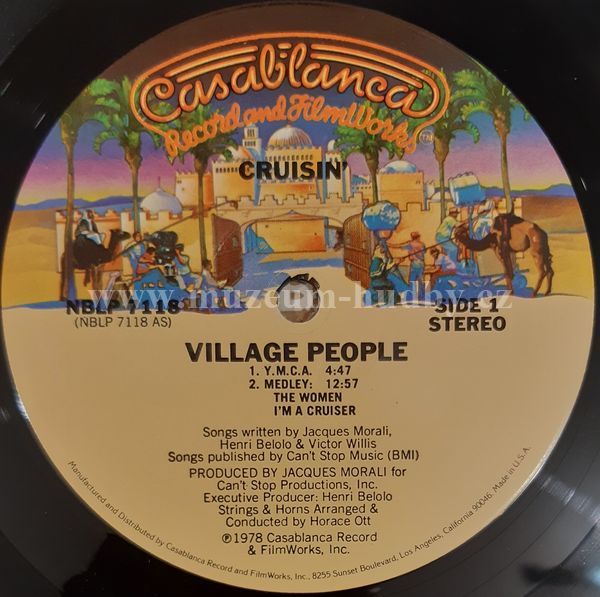 Casablanca
Record and FilmWorks
TM
CRUISIN'
www.muzeum-hudby.cz
NBLP 7118
(NBLP 7118 AS)
SIDE 1
STEREO
VILLAGE PEOPLE
1. Y.M.C.A. 4:47
2. MEDLEY: 12:57
THE WOMEN
I'M A CRUISER
Songs written by Jacques Morali,
Henri Belolo & Victor Willis
Songs published by Can't Stop Music (BMI)
PRODUCED BY JACQUES MORALI for
Can't Stop Productions, Inc.
Executive Producer: Henri Belolo
Strings & Horns Arranged &
Conducted by Horace Ott
℗1978 Casablanca Record
& FilmWorks, Inc.
Manufactured and Distributed by Casablanca Record and FilmWorks, Inc., 8255 Sunset Boulevard, Los Angeles, California 90046, Made in U.S.A.